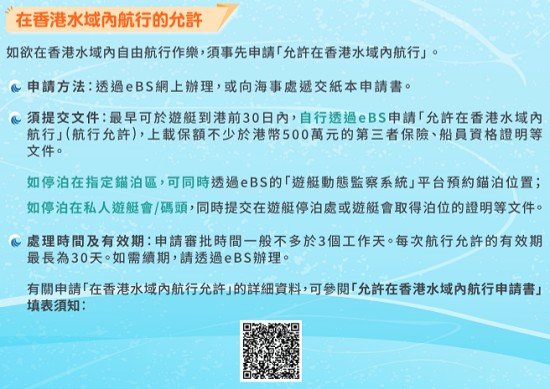 在香港水域內航行的允許
如欲在香港水域內自由航行作樂，須事先申請「允許在香港水域內航行」。
申請方法：透過eBS網上辦理，或向海事處遞交紙本申請書。
須提交文件：最早可於遊艇到港前30日內，自行透過eBS申請「允許在香港水域內
航行」(航行允許)，上載保額不少於港幣500萬元的第三者保險、船員資格證明等
文件。
如停泊在指定錨泊區，可同時透過eBS的「遊艇動態監察系統」平台預約錨泊位置；
如停泊在私人遊艇會/碼頭，同時提交在遊艇停泊處或遊艇會取得泊位的證明等文件。
處理時間及有效期：申請審批時間一般不多於3個工作天。每次航行允許的有效期
最長為30天。如需續期，請透過eBS辦理。
有關申請「在香港水域內航行允許」的詳細資料，可參閱「允許在香港水域內航行申請書」
填表須知：